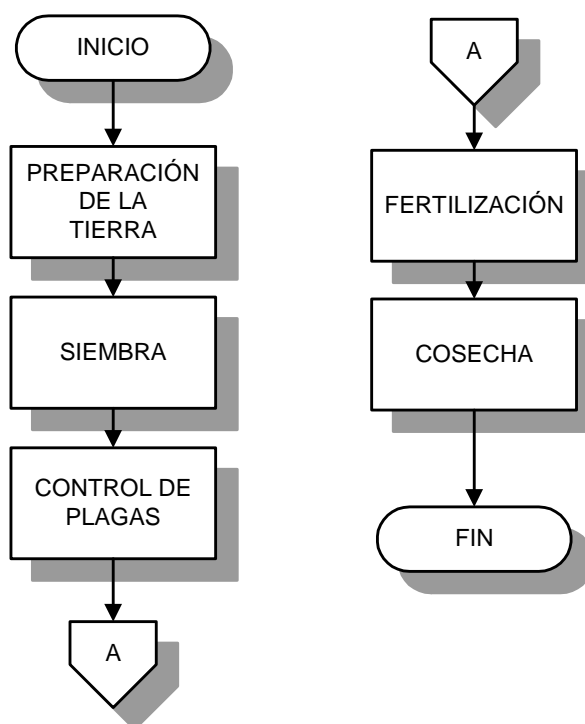 INICIO
PREPARACIÓN
DE LA
TIERRA
SIEMBRA
CONTROL DE
PLAGAS
A
A
FERTILIZACIÓN
COSECHA
FIN